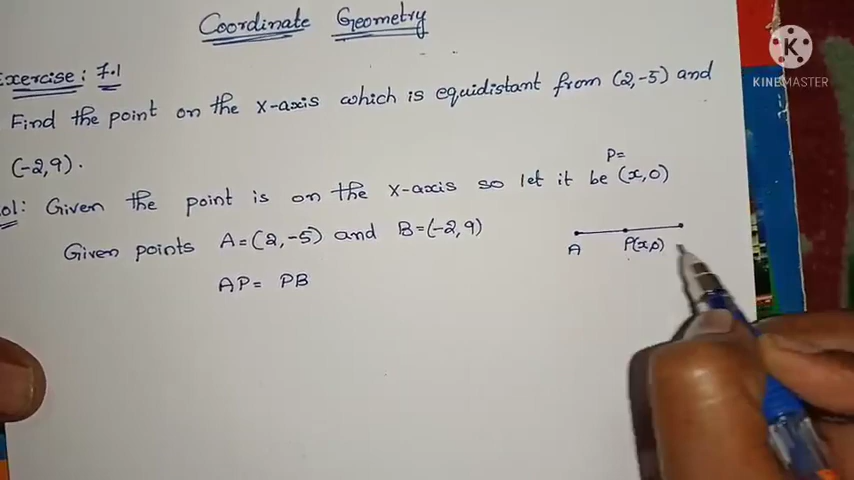 Coordinate Geometry
Exercise: 7.1
Find the point on the x-axis which is equidistant from (2,-5) and
(-2,9).
Sol: Given the point is on the x-axis so let it be (x,0)
P=
Given points A=(2,-5) and B=(-2,9)
AP= PB
A P(x,0)
K
KINEMASTER